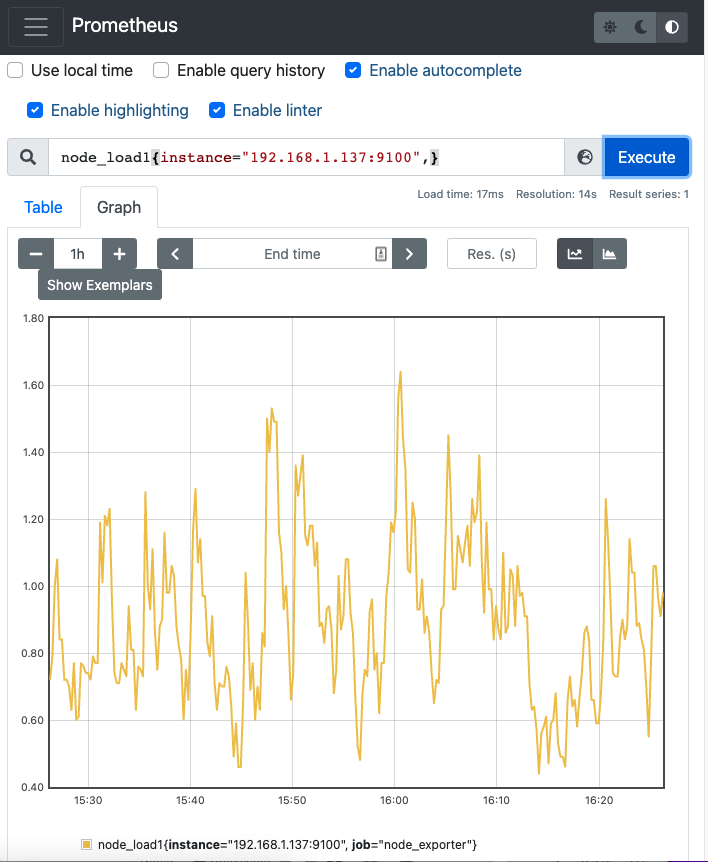 Prometheus
Use local time Enable query history Enable autocomplete
Enable highlighting Enable linter
node_load1{instance="192.168.1.137:9100",} Execute
Load time: 17ms Resolution: 14s Result series: 1
Table Graph
− 1h + End time Res. (s)
Show Exemplars
1.80
1.60
1.40
1.20
1.00
0.80
0.60
0.40
15:30 15:40 15:50 16:00 16:10 16:20
node_load1{instance="192.168.1.137:9100", job="node_exporter"}